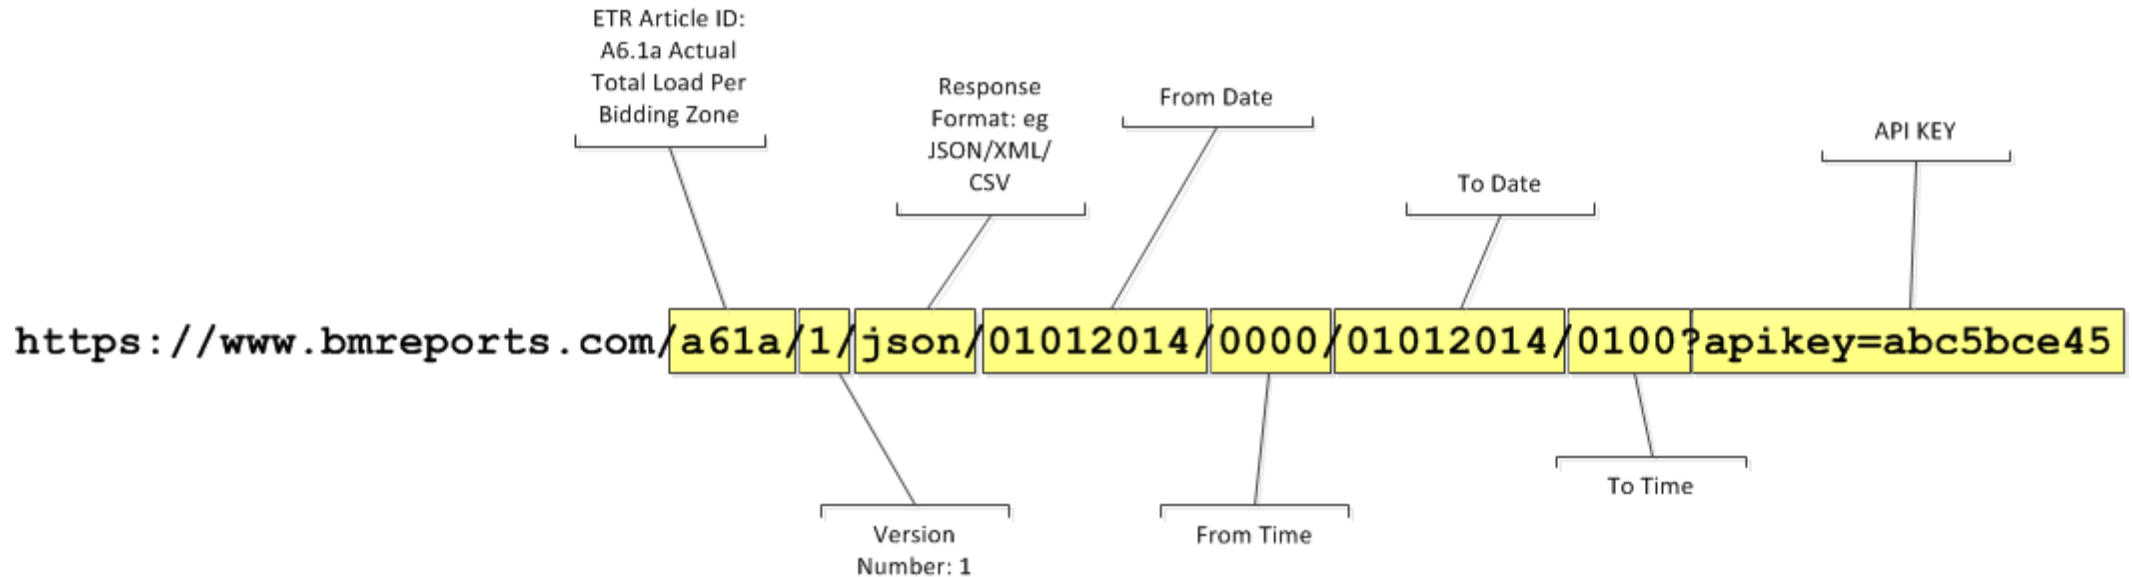 ETR Article ID:
A6.1a Actual
Total Load Per
Bidding Zone
Response
Format: eg
JSON/XML/
CSV
From Date
To Date
API KEY
https://www.bmreports.com/a61a/1/json/01012014/0000/01012014/0100?apikey=abc5bce45
Version
Number: 1
From Time
To Time